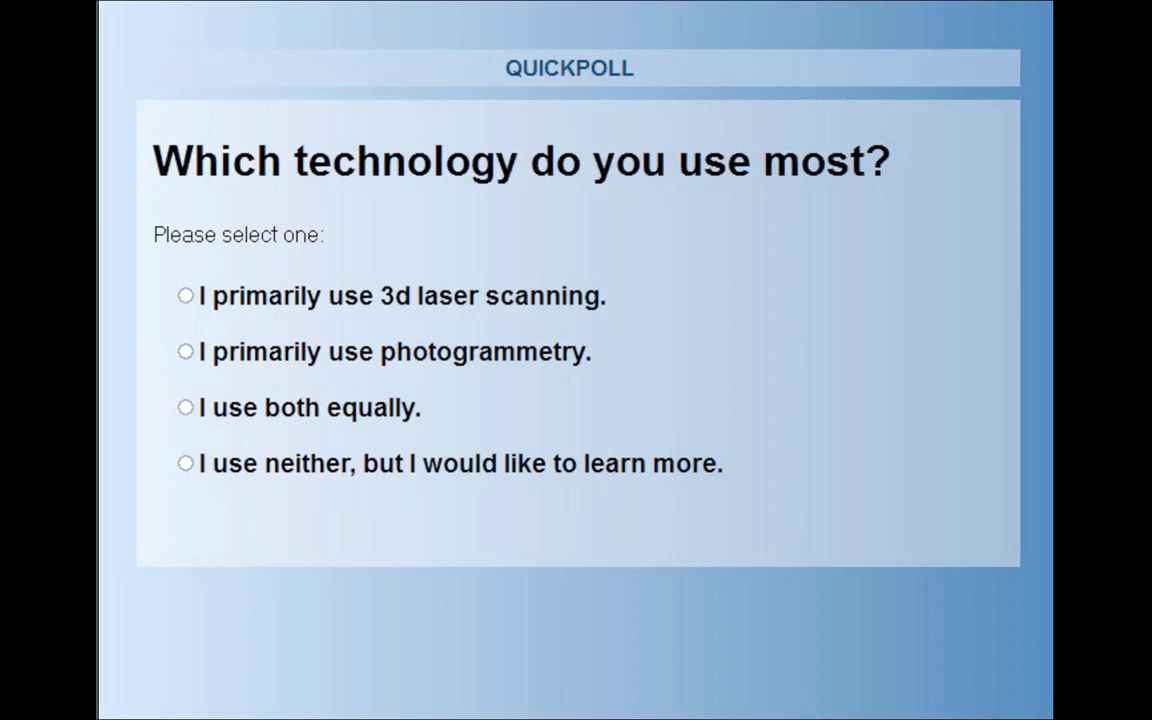 QUICKPOLL
Which technology do you use most?
Please select one:
I primarily use 3d laser scanning.
I primarily use photogrammetry.
I use both equally.
I use neither, but I would like to learn more.